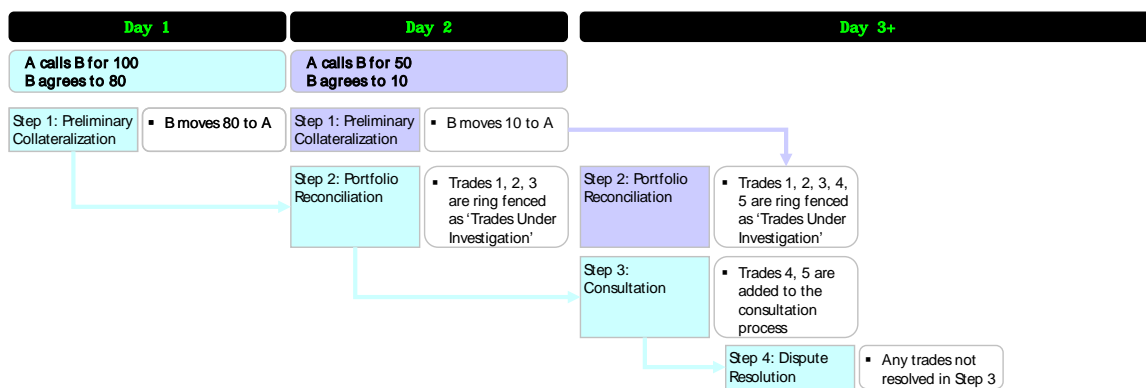 Day 1
Day 2
Day 3+
A calls B for 100
B agrees to 80
A calls B for 50
B agrees to 10
Step 1: Preliminary
Collateralization
▪ B moves 80 to A
Step 1: Preliminary
Collateralization
▪ B moves 10 to A
Step 2: Portfolio
Reconciliation
▪ Trades 1, 2, 3
are ring fenced
as ‘Trades Under
Investigation’
Step 2: Portfolio
Reconciliation
▪ Trades 1, 2, 3, 4,
5 are ring fenced
as ‘Trades Under
Investigation’
Step 3:
Consultation
▪ Trades 4, 5 are
added to the
consultation
process
Step 4: Dispute
Resolution
▪ Any trades not
resolved in Step 3